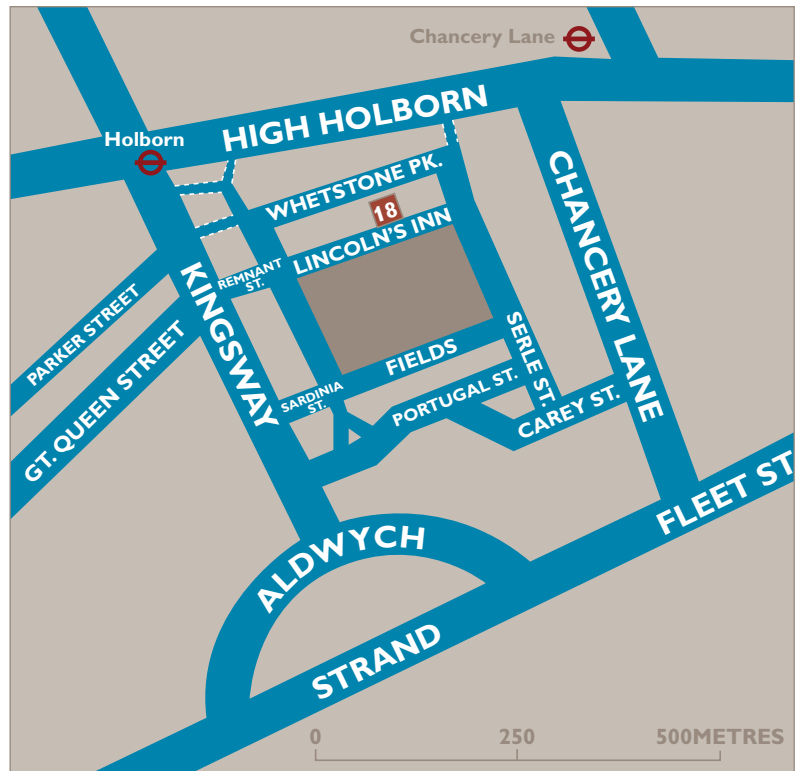 Chancery Lane
HIGH HOLBORN
Holborn
WHETSTONE PK.
18
LINCOLN'S INN
REMNANT
ST.
CHANCERY LANE
KINGSWAY
PARKER STREET
GT. QUEEN STREET
SERLE ST.
FIELDS
SARDINIA
ST.
PORTUGAL ST.
CAREY ST.
FLEET ST
ALDWYCH
STRAND
0 250 500METRES